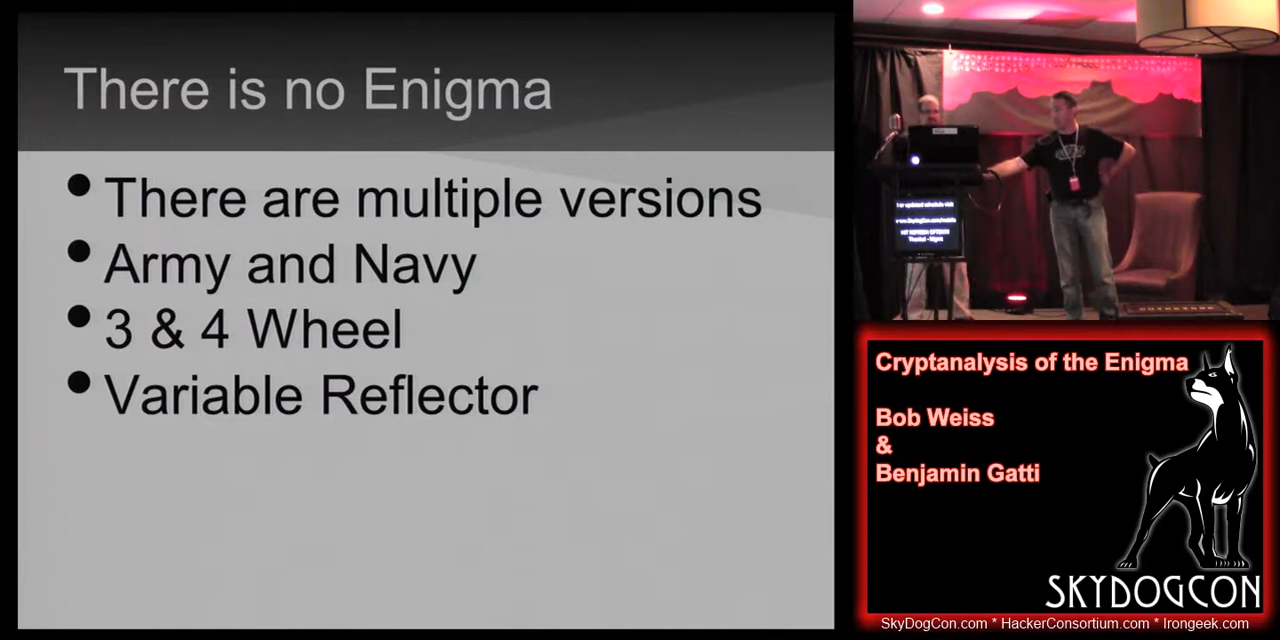 There is no Enigma
• There are multiple versions
• Army and Navy
• 3 & 4 Wheel
• Variable Reflector
Cryptanalysis of the Enigma
Bob Weiss
&
Benjamin Gatti
SKYDOGCON
SkyDogCon.com * HackerConsortium.com * Irongeek.com